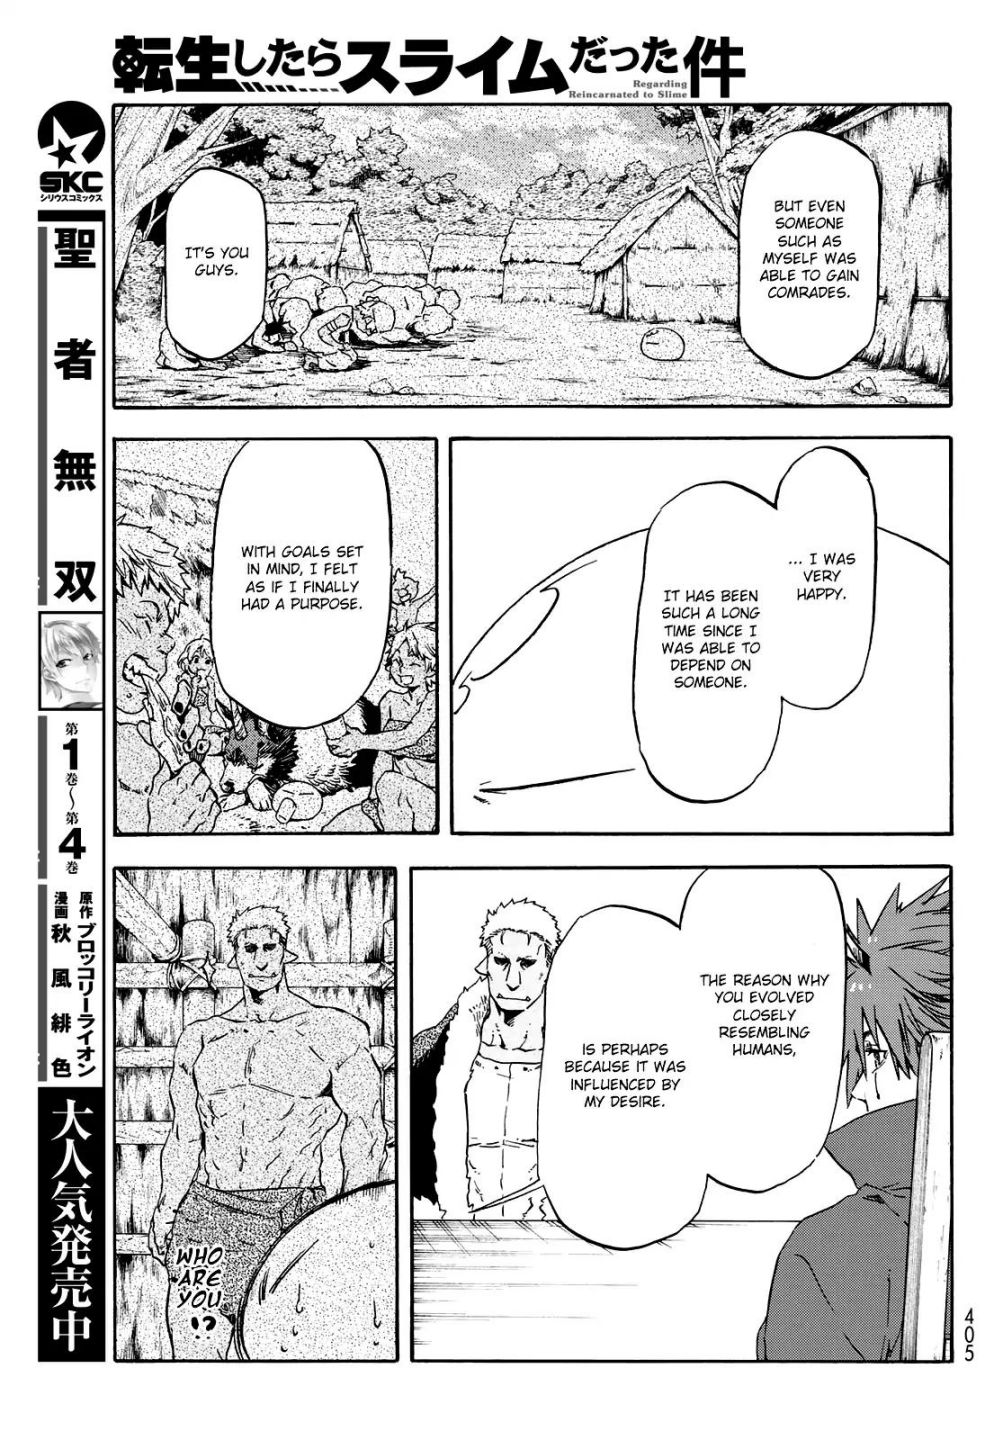 転生したらスライムだった件
Regarding
Reincarnated to Slime
SKC
シリウスコミックス
聖者無双
第1巻~第4巻
原作 ブロッコリーライオン
漫画 秋風緋色
大人気発売中
BUT EVEN
SOMEONE
SUCH AS
MYSELF WAS
ABLE TO GAIN
COMRADES.
IT'S YOU
GUYS.
... I WAS
VERY
HAPPY.
IT HAS BEEN
SUCH A LONG
TIME SINCE I
WAS ABLE TO
DEPEND ON
SOMEONE.
WITH GOALS SET
IN MIND, I FELT
AS IF I FINALLY
HAD A PURPOSE.
THE REASON WHY
YOU EVOLVED
CLOSELY
RESEMBLING
HUMANS,
IS PERHAPS
BECAUSE IT WAS
INFLUENCED BY
MY DESIRE.
WHO
ARE
YOU
!?
405